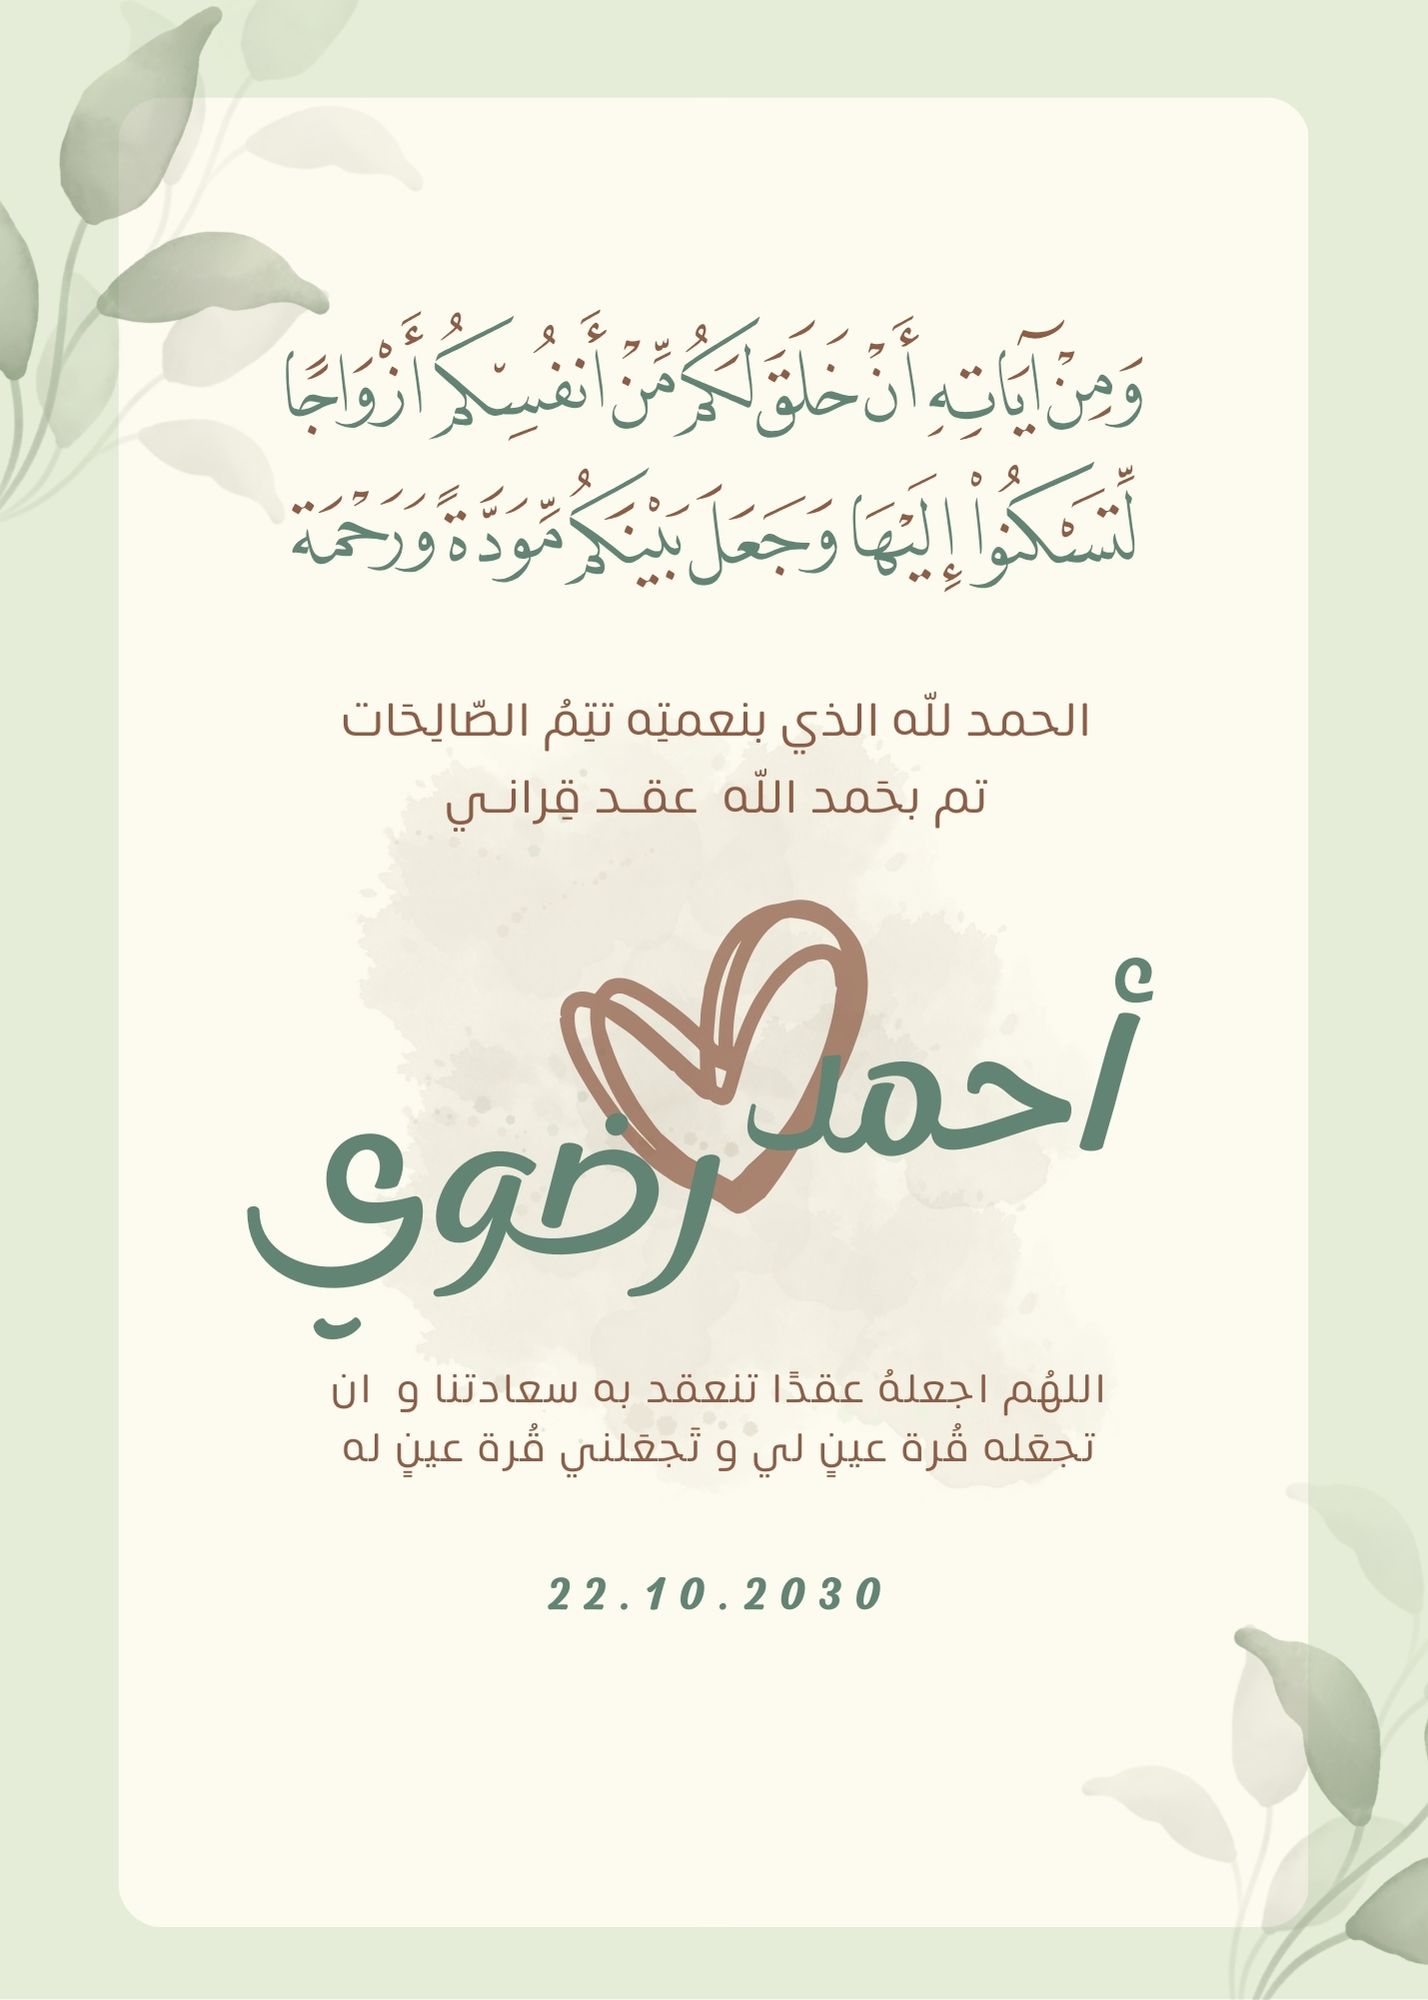 وَمِنْ آيَاتِهِ أَنْ خَلَقَ لَكُم مِّنْ أَنفُسِكُمْ أَزْوَاجًا
لِّتَسْكُنُواْ إِلَيْهَا وَجَعَلَ بَيْنَكُم مَّوَدَّةً وَرَحْمَة
الحمد للّه الذي بنعمتِه تتِمُ الصّالِحَات
تم بحَمد اللّه عقـد قِرانـي
أحمد
رضوي
اللهُم اجعلهُ عقدًا تنعقد به سعادتنا و ان
تجعَله قُرة عينٍ لي و تَجعَلني قُرة عينٍ له
22.10.2030